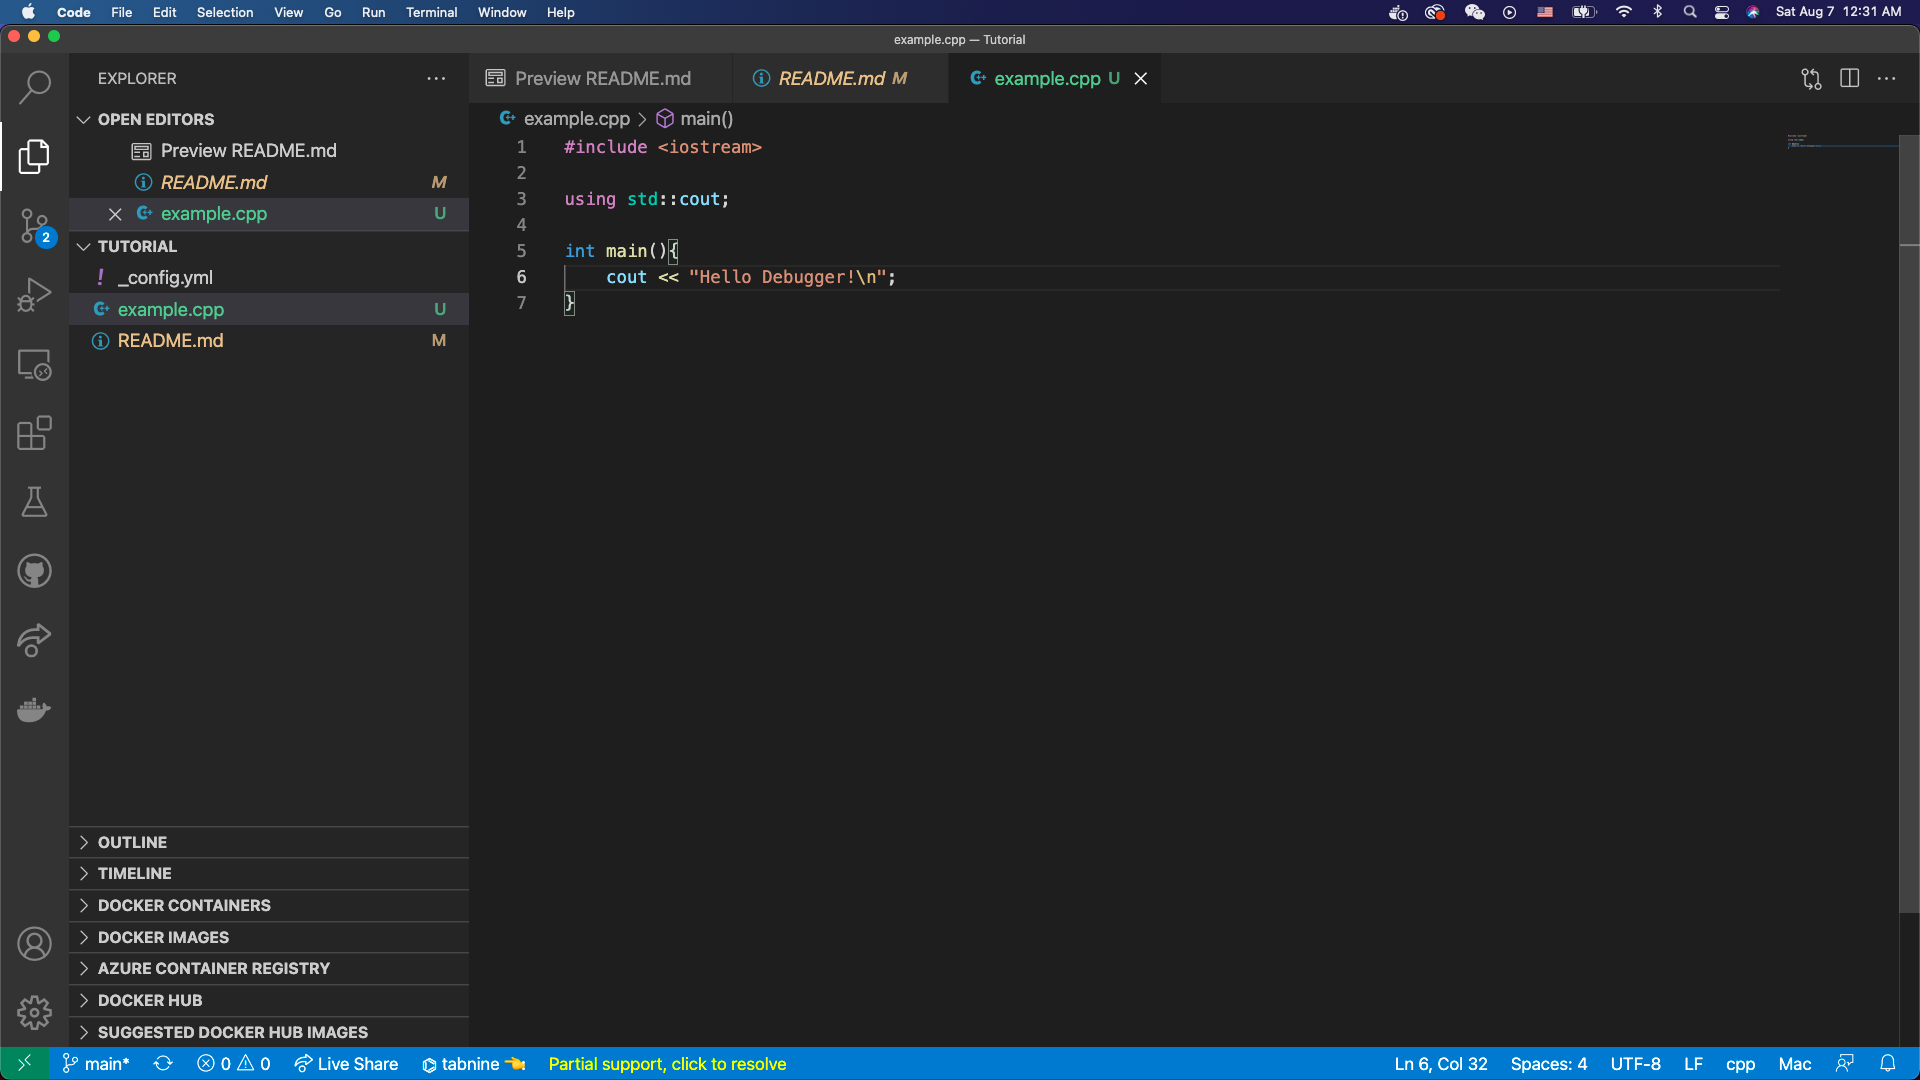 Code File Edit Selection View Go Run Terminal Window Help Sat Aug 7 12:31 AM
example.cpp — Tutorial
EXPLORER
OPEN EDITORS
Preview README.md
README.md M
example.cpp U
TUTORIAL
_config.yml
example.cpp U
README.md M
OUTLINE
TIMELINE
DOCKER CONTAINERS
DOCKER IMAGES
AZURE CONTAINER REGISTRY
DOCKER HUB
SUGGESTED DOCKER HUB IMAGES
2
Preview README.md README.md M example.cpp U
example.cpp > main()
1 #include <iostream>
2
3 using std::cout;
4
5 int main(){
6 cout << "Hello Debugger!\n";
7 }
main* 0 0 Live Share tabnine Partial support, click to resolve Ln 6, Col 32 Spaces: 4 UTF-8 LF cpp Mac